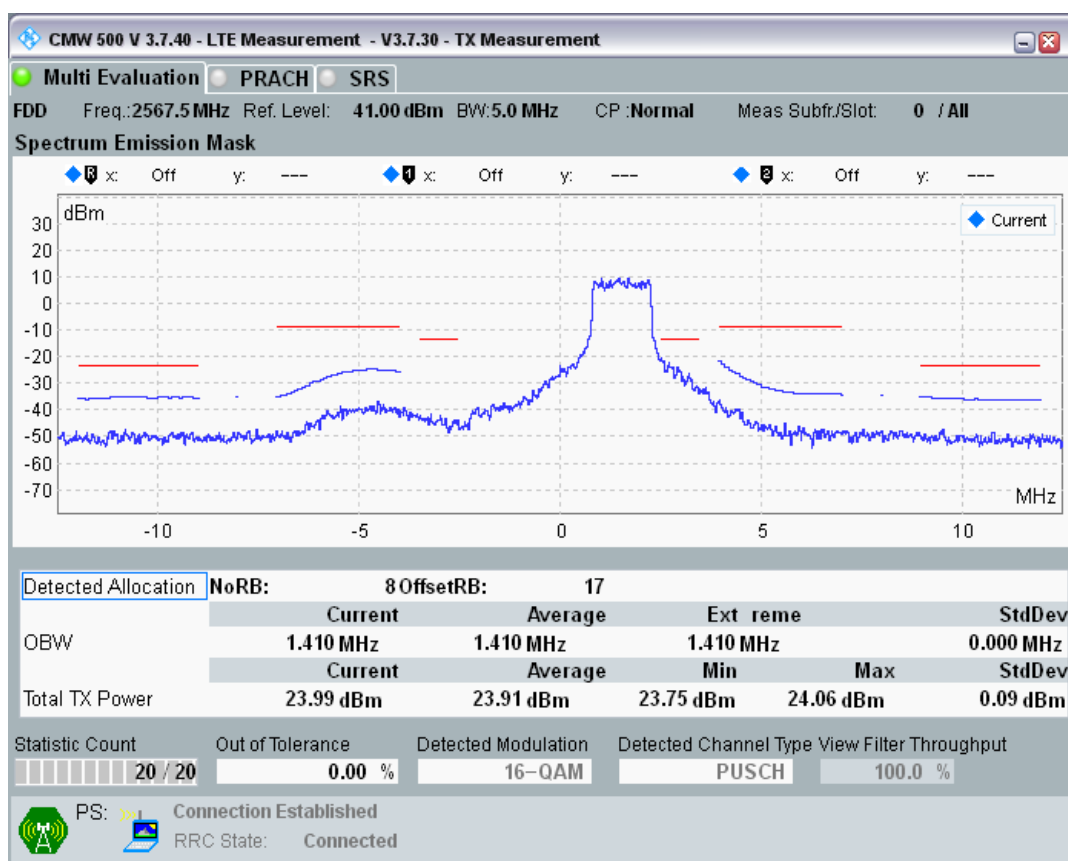 CMW 500 V 3.7.40 - LTE Measurement - V3.7.30 - TX Measurement
Multi Evaluation PRACH SRS
FDD Freq.:2567.5 MHz Ref. Level: 41.00 dBm BW:5.0 MHz CP :Normal Meas Subfr./Slot: 0 / All
Spectrum Emission Mask
R x: Off y: --- 1 x: Off y: --- 2 x: Off y: ---
dBm
Current
30
20
10
0
-10
-20
-30
-40
-50
-60
-70
MHz
-10 -5 0 5 10
Detected Allocation NoRB: 8 OffsetRB: 17
Current Average Ext reme StdDev
OBW 1.410 MHz 1.410 MHz 1.410 MHz 0.000 MHz
Current Average Min Max StdDev
Total TX Power 23.99 dBm 23.91 dBm 23.75 dBm 24.06 dBm 0.09 dBm
Statistic Count Out of Tolerance Detected Modulation Detected Channel Type View Filter Throughput
20 / 20 0.00 % 16-QAM PUSCH 100.0 %
PS: Connection Established
RRC State: Connected